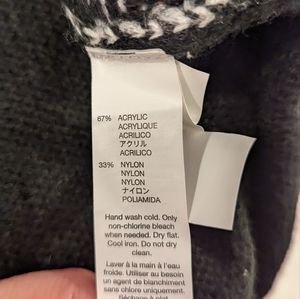 67% ACRYLIC
ACRYLIQUE
ACRILICO
アクリル
ACRILICO
33% NYLON
NYLON
NYLON
ナイロン
POLIAMIDA
Hand wash cold. Only
non-chlorine bleach
when needed. Dry flat.
Cool iron. Do not dry
clean.
Laver à la main à l'eau
froide. Utiliser au besoin
un agent de blanchiment
sans chlore uniquement.
Séchage à plat